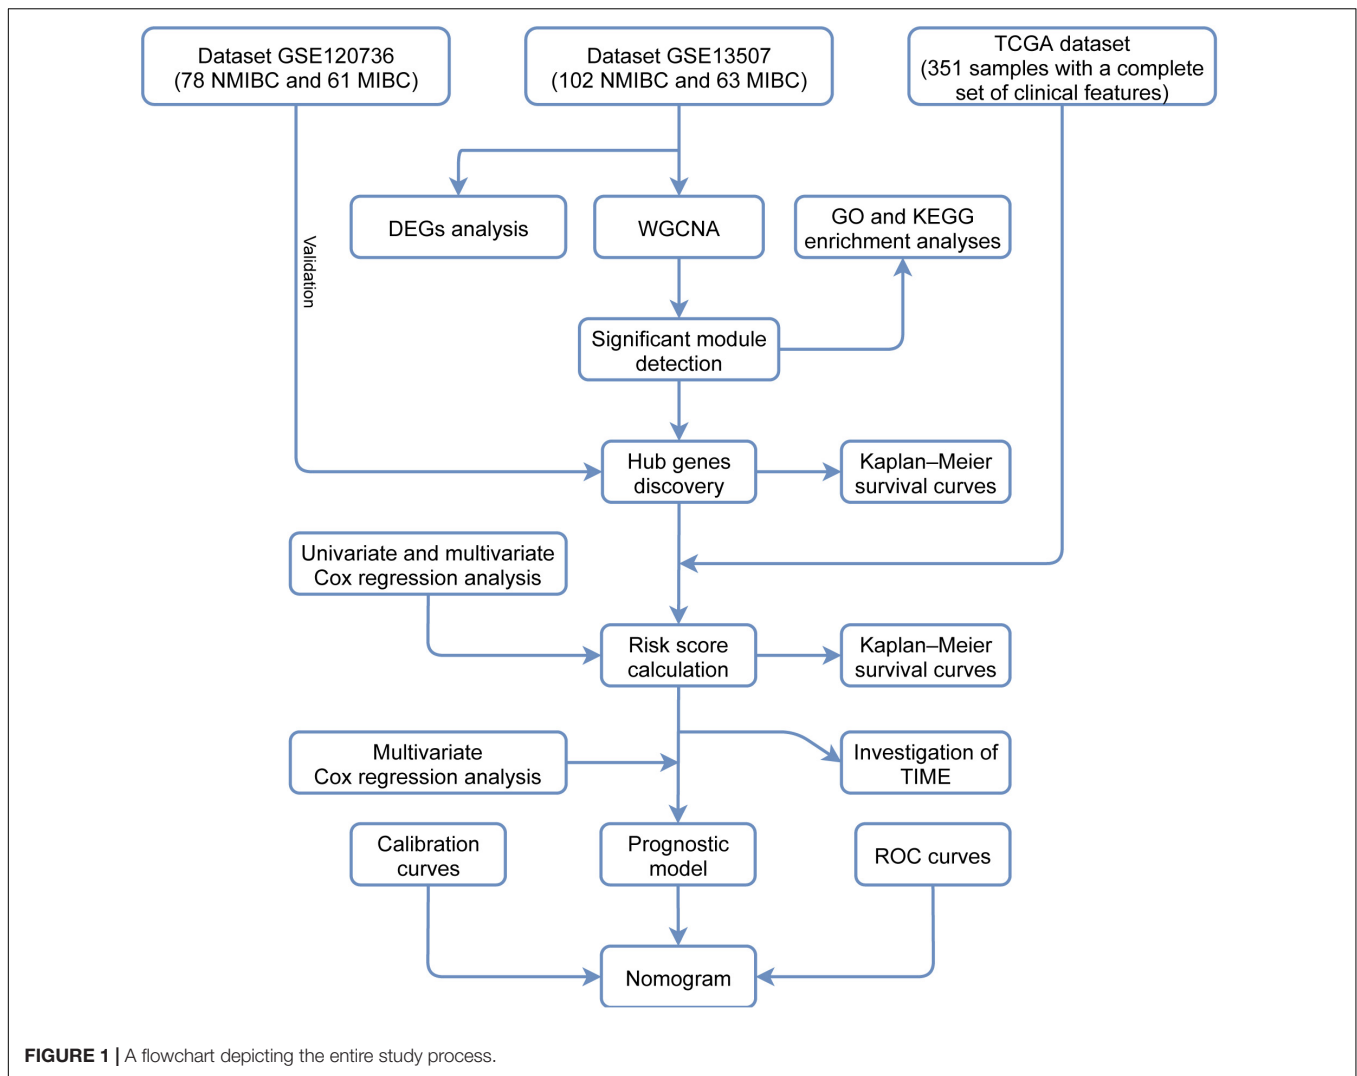 Dataset GSE120736
(78 NMIBC and 61 MIBC)
Dataset GSE13507
(102 NMIBC and 63 MIBC)
TCGA dataset
(351 samples with a complete
set of clinical features)
DEGs analysis
WGCNA
GO and KEGG
enrichment analyses
Validation
Significant module
detection
Hub genes
discovery
Kaplan–Meier
survival curves
Univariate and multivariate
Cox regression analysis
Risk score
calculation
Kaplan–Meier
survival curves
Multivariate
Cox regression analysis
Investigation of
TIME
Calibration
curves
Prognostic
model
ROC curves
Nomogram
FIGURE 1 | A flowchart depicting the entire study process.